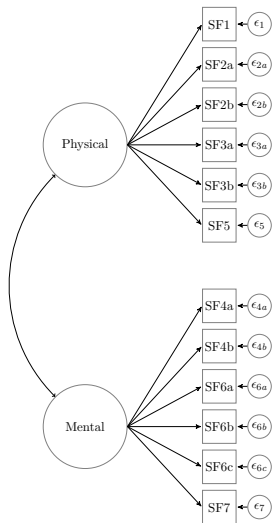 SF1 ϵ1
SF2a ϵ2a
SF2b ϵ2b
Physical SF3a ϵ3a
SF3b ϵ3b
SF5 ϵ5
SF4a ϵ4a
SF4b ϵ4b
SF6a ϵ6a
Mental SF6b ϵ6b
SF6c ϵ6c
SF7 ϵ7